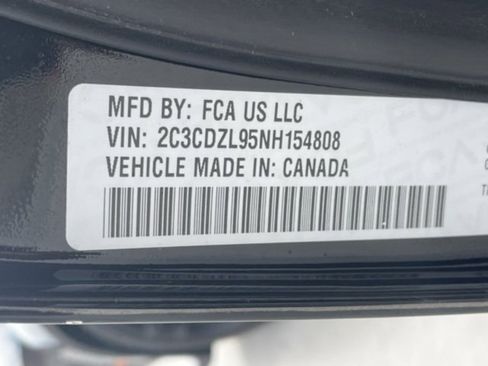 MFD BY: FCA US LLC
VIN: 2C3CDZL95NH154808
VEHICLE MADE IN: CANADA